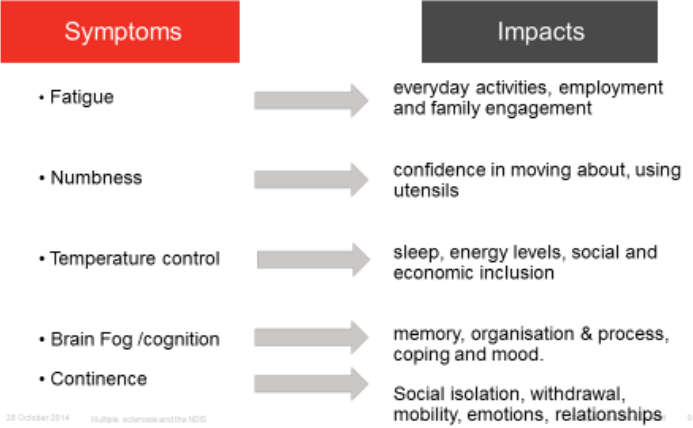 Symptoms
Impacts
• Fatigue
everyday activities, employment
and family engagement
• Numbness
confidence in moving about, using
utensils
• Temperature control
sleep, energy levels, social and
economic inclusion
• Brain Fog /cognition
memory, organisation & process,
coping and mood.
• Continence
Social isolation, withdrawal,
mobility, emotions, relationships
28 October 2014
Multiple sclerosis and the NDIS